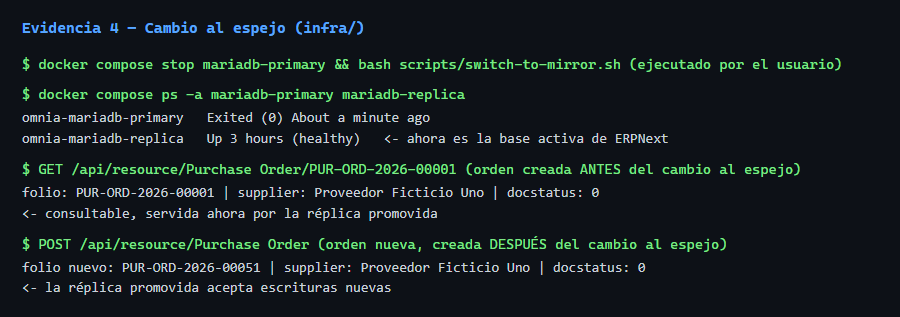 Evidencia 4 — Cambio al espejo (infra/)
$ docker compose stop mariadb-primary && bash scripts/switch-to-mirror.sh (ejecutado por el usuario)
$ docker compose ps -a mariadb-primary mariadb-replica
omnia-mariadb-primary   Exited (0) About a minute ago
omnia-mariadb-replica   Up 3 hours (healthy)   <- ahora es la base activa de ERPNext
$ GET /api/resource/Purchase Order/PUR-ORD-2026-00001 (orden creada ANTES del cambio al espejo)
folio: PUR-ORD-2026-00001 | supplier: Proveedor Ficticio Uno | docstatus: 0
<- consultable, servida ahora por la réplica promovida
$ POST /api/resource/Purchase Order (orden nueva, creada DESPUÉS del cambio al espejo)
folio nuevo: PUR-ORD-2026-00051 | supplier: Proveedor Ficticio Uno | docstatus: 0
<- la réplica promovida acepta escrituras nuevas